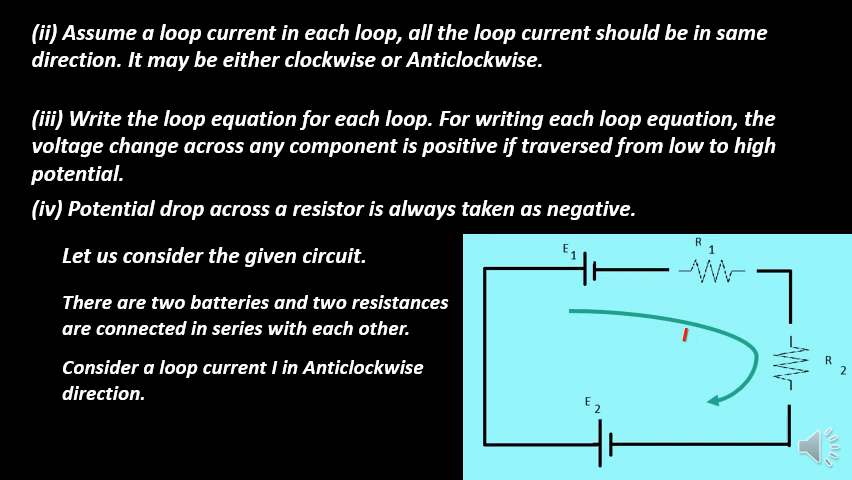 (ii) Assume a loop current in each loop, all the loop current should be in same
direction. It may be either clockwise or Anticlockwise.
(iii) Write the loop equation for each loop. For writing each loop equation, the
voltage change across any component is positive if traversed from low to high
potential.
(iv) Potential drop across a resistor is always taken as negative.
Let us consider the given circuit.
There are two batteries and two resistances
are connected in series with each other.
Consider a loop current I in Anticlockwise
direction.
E 1
R 1
I
R 2
E 2